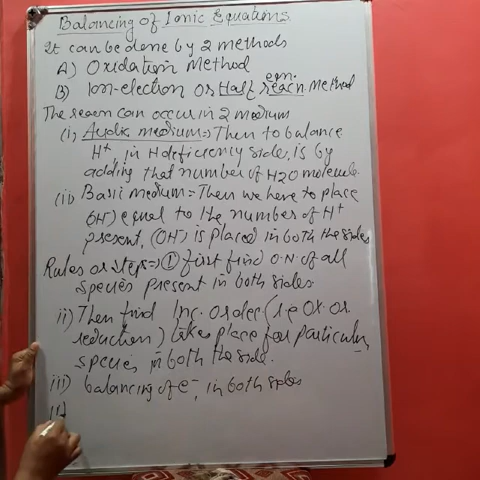 Balancing of Ionic Equations.
It can be done by 2 methods
A) Oxidation Method
B) Ion-electron or Half reacn. Method
The reacn can occur in 2 medium
(i) Acidic medium => Then to balance
H+, in H deficiency side, is by
adding that number of H2O molecule.
(ii) Basic medium = Then we have to place
OH- equal to the number of H+
present, (OH-) is placed in both the sides
Rules or steps => ① first find O.N of all
species present in both sides.
ii) Then find Inc. or dec (i.e OX. or
reduction) takes place for particular
species in both the side.
iii) balancing of e-, in both sides